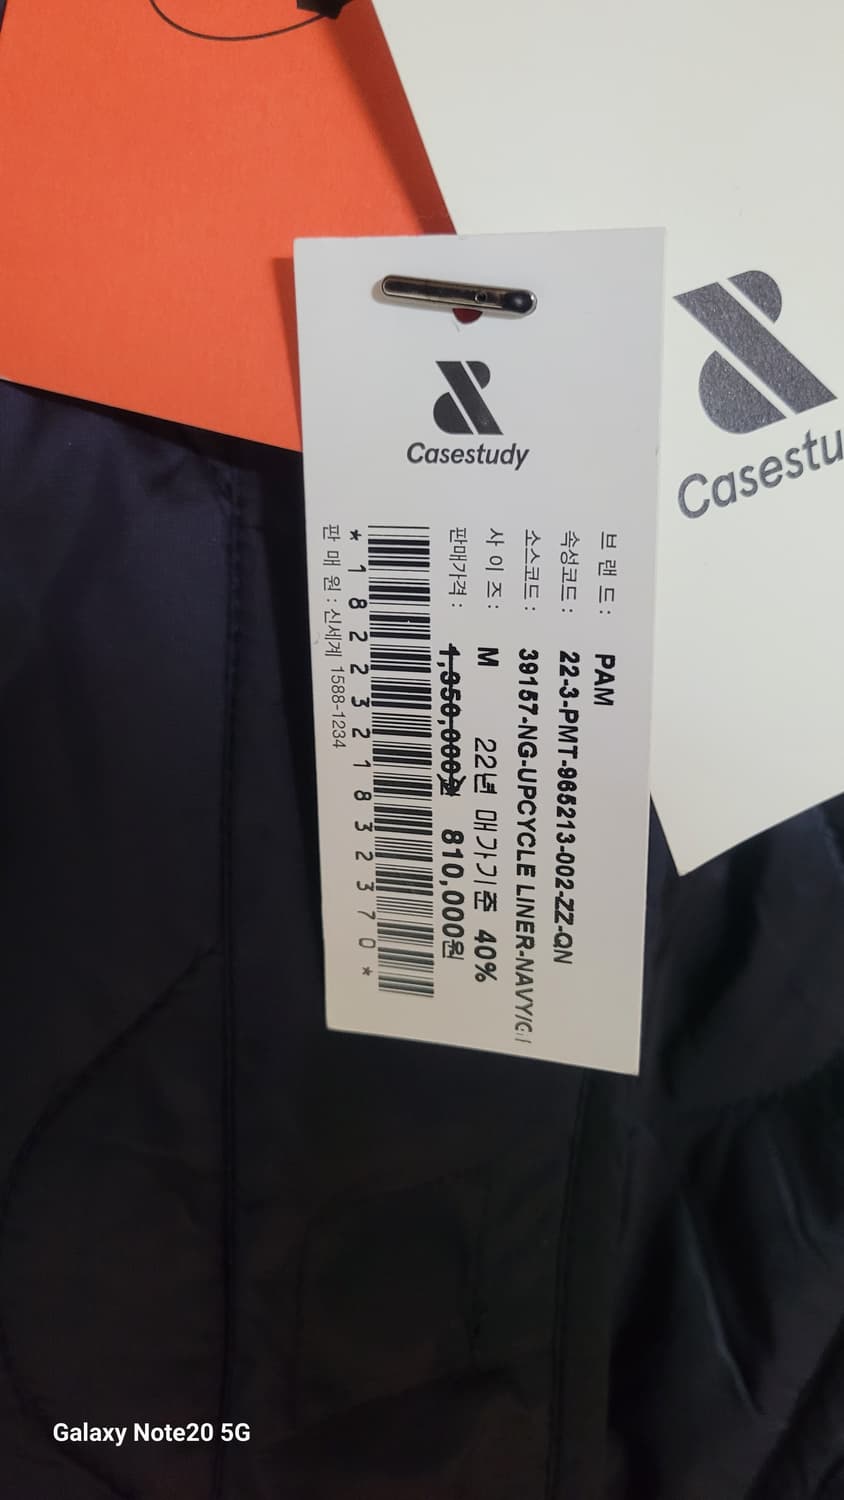 Casestudy
브 랜 드 : PAM
속성코드 : 22-3-PMT-965213-002-ZZ-QN
소스코드 : 39157-NG-UPCYCLE LINER-NAVY/G
사 이 즈 : M 22년 매가기준 40%
판매가격 : 1,350,000원 810,000원
* 1 8 2 2 3 2 1 8 3 2 3 7 0 *
판 매 원 : 신세계 1588-1234
Casestu
Galaxy Note20 5G